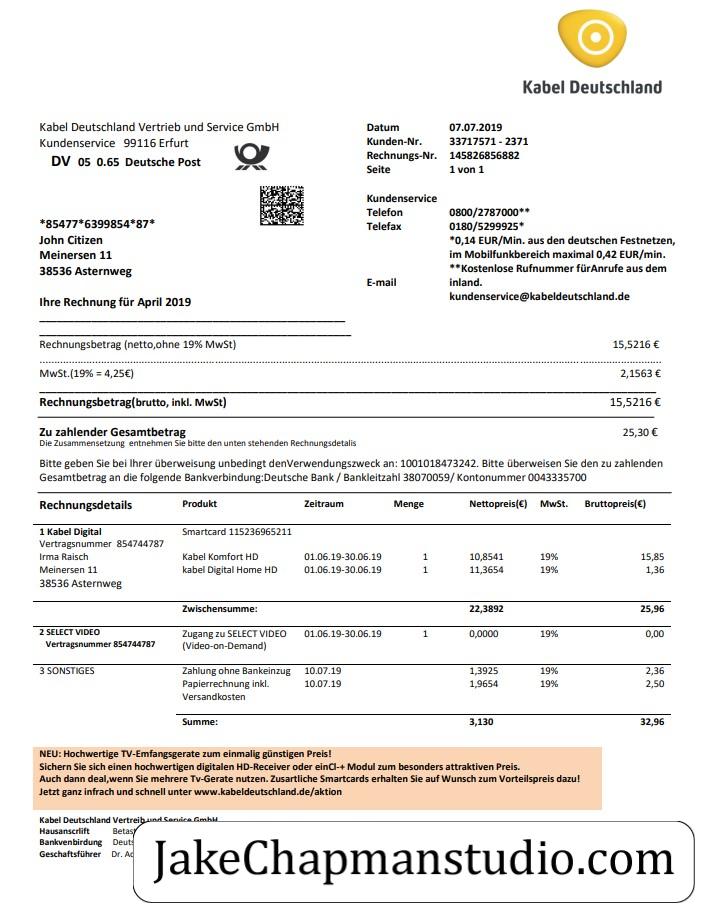 Kabel Deutschland
Kabel Deutschland Vertrieb und Service GmbH
Kundenservice 99116 Erfurt
DV 05 0.65 Deutsche Post
Datum 07.07.2019
Kunden-Nr. 33717571 - 2371
Rechnungs-Nr. 145826856882
Seite 1 von 1
Kundenservice
Telefon 0800/2787000**
Telefax 0180/5299925*
*0,14 EUR/Min. aus den deutschen Festnetzen,
im Mobilfunkbereich maximal 0,42 EUR/min.
**Kostenlose Rufnummer fürAnrufe aus dem
E-mail inland.
kundenservice@kabeldeutschland.de
*85477*6399854*87*
John Citizen
Meinersen 11
38536 Asternweg
Ihre Rechnung für April 2019
Rechnungsbetrag (netto,ohne 19% MwSt) 15,5216 €
MwSt.(19% = 4,25€) 2,1563 €
Rechnungsbetrag(brutto, inkl. MwSt) 15,5216 €
Zu zahlender Gesamtbetrag 25,30 €
Die Zusammensetzung entnehmen Sie bitte den unten stehenden Rechnungsdetalis
Bitte geben Sie bei lhrer überweisung unbedingt denVerwendungszweck an: 1001018473242. Bitte überweisen Sie den zu zahlenden
Gesamtbetrag an die folgende Bankverbindung:Deutsche Bank / Bankleitzahl 38070059/ Kontonummer 0043335700
Rechnungsdetails Produkt Zeitraum Menge Nettopreis(€) MwSt. Bruttopreis(€)
1 Kabel Digital Smartcard 115236965211
Vertragsnummer 854744787
Irma Raisch Kabel Komfort HD 01.06.19-30.06.19 1 10,8541 19% 15,85
Meinersen 11 kabel Digital Home HD 01.06.19-30.06.19 1 11,3654 19% 1,36
38536 Asternweg
Zwischensumme: 22,3892 25,96
2 SELECT VIDEO Zugang zu SELECT VIDEO 01.06.19-30.06.19 1 0,0000 19% 0,00
Vertragsnummer 854744787 (Video-on-Demand)
3 SONSTIGES Zahlung ohne Bankeinzug 10.07.19 1,3925 19% 2,36
Papierrechnung inkl. 10.07.19 1,9654 19% 2,50
Versandkosten
Summe: 3,130 32,96
NEU: Hochwertige TV-Emfangsgerate zum einmalig günstigen Preis!
Sichern Sie sich einen hochwertigen digitalen HD-Receiver oder einCl-+ Modul zum besonders attraktiven Preis.
Auch dann deal,wenn Sie mehrere Tv-Gerate nutzen. Zusartliche Smartcards erhalten Sie auf Wunsch zum Vorteilspreis dazu!
Jetzt ganz infrach und schnell unter www.kabeldeutschland.de/aktion
Kabel Deutschland Vertreib und Service GmbH
Hausanscrlift
Bankvenbirdung
Geschaftsführer Dr.
JakeChapmanstudio.com